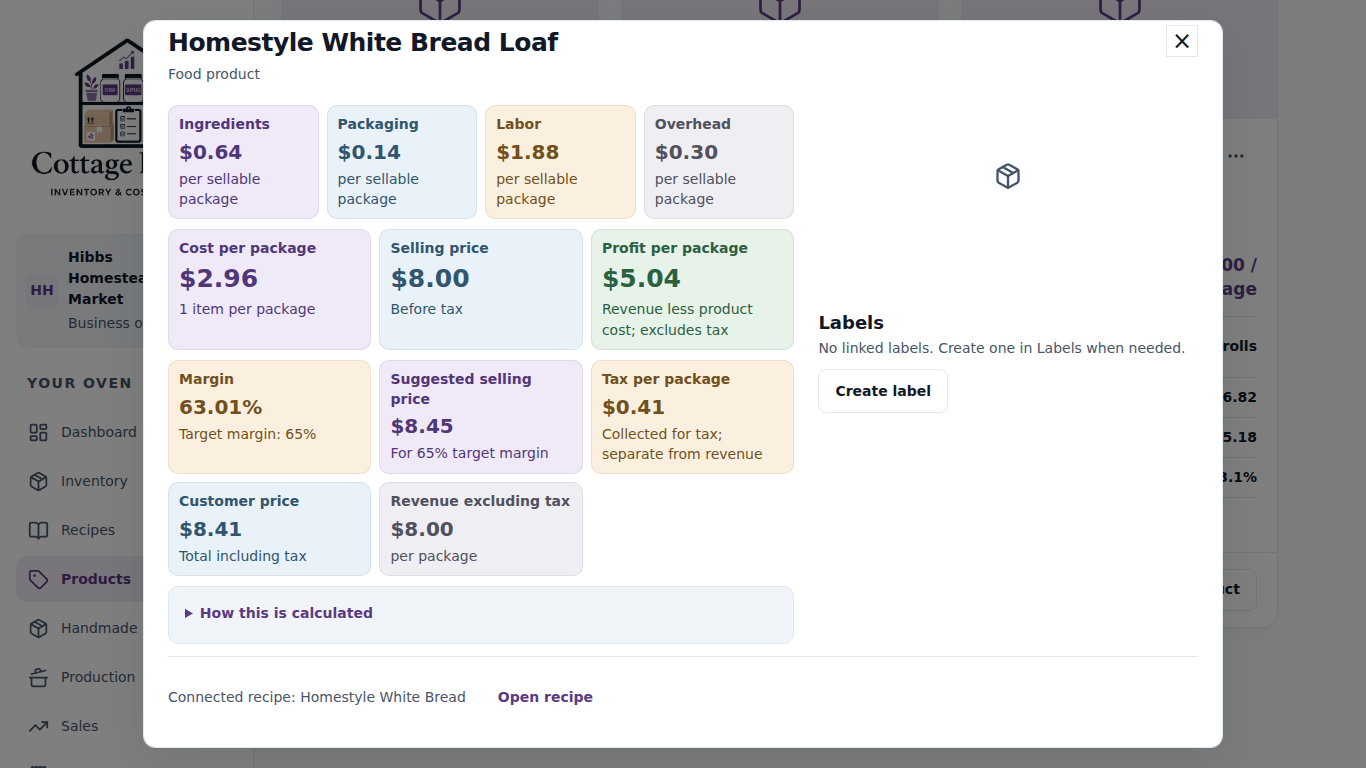 Homestyle White Bread Loaf
Food product
Ingredients
$0.64
per sellable
package
Packaging
$0.14
per sellable
package
Labor
$1.88
per sellable
package
Overhead
$0.30
per sellable
package
Cost per package
$2.96
1 item per package
Selling price
$8.00
Before tax
Profit per package
$5.04
Revenue less product
cost; excludes tax
Margin
63.01%
Target margin: 65%
Suggested selling
price
$8.45
For 65% target margin
Tax per package
$0.41
Collected for tax;
separate from revenue
Customer price
$8.41
Total including tax
Revenue excluding tax
$8.00
per package
How this is calculated
Connected recipe: Homestyle White Bread
Open recipe
Labels
No linked labels. Create one in Labels when needed.
Create label
Cottage
INVENTORY & COS
HH
Hibbs
Homestea
Market
Business o
YOUR OVEN
Dashboard
Inventory
Recipes
Products
Handmade
Production
Sales
00 /
age
rolls
6.82
5.18
3.1%
uct